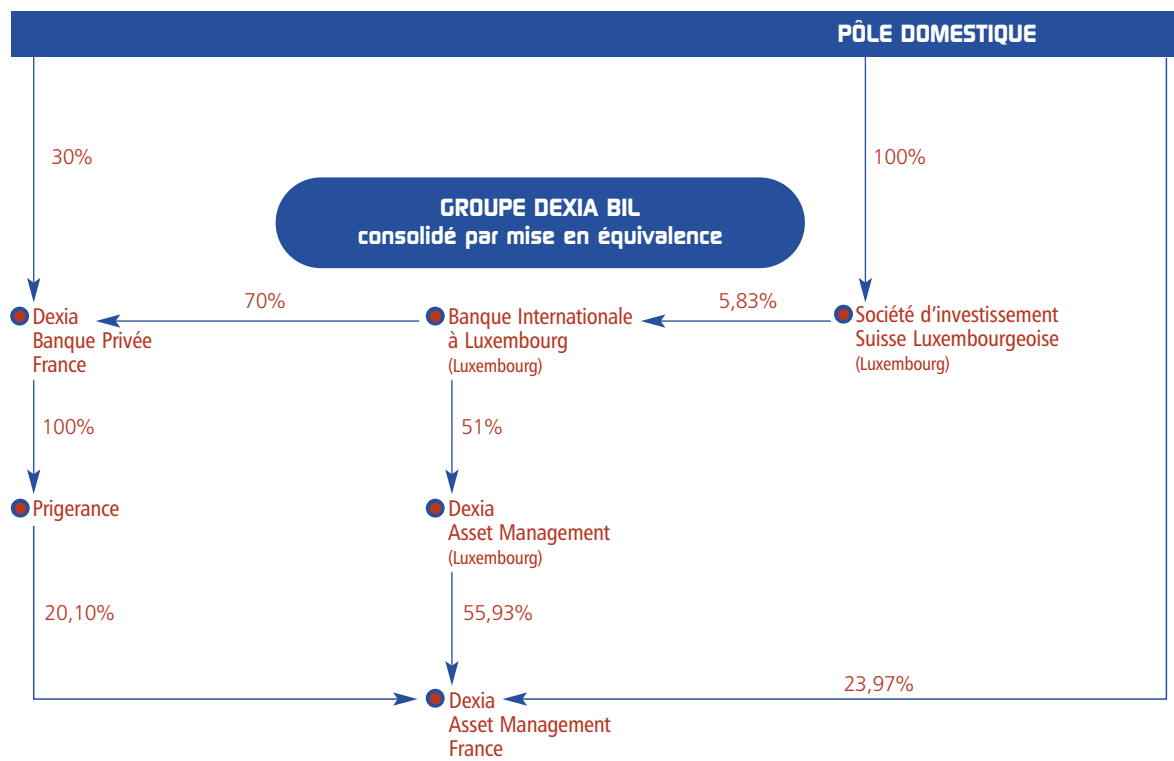 PÔLE DOMESTIQUE
30%
100%
GROUPE DEXIA BIL
consolidé par mise en équivalence
70%
5,83%
Dexia
Banque Privée
France
Banque Internationale
à Luxembourg
(Luxembourg)
Société d'investissement
Suisse Luxembourgeoise
(Luxembourg)
100%
51%
Prigerance
Dexia
Asset Management
(Luxembourg)
20,10%
55,93%
23,97%
Dexia
Asset Management
France